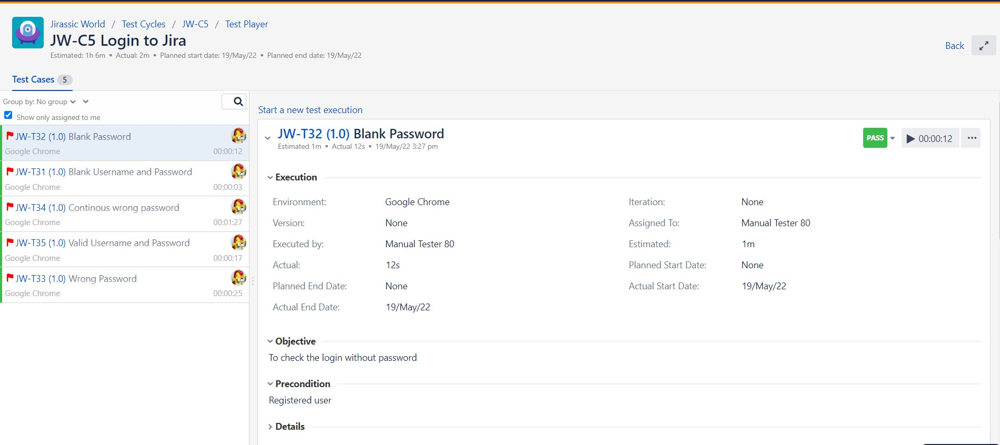 Jirassic World / Test Cycles / JW-C5 / Test Player
JW-C5 Login to Jira
Estimated: 1h 6m • Actual: 2m • Planned start date: 19/May/22 • Planned end date: 19/May/22
Back
Test Cases 5
Group by: No group
Show only assigned to me
JW-T32 (1.0) Blank Password
Google Chrome 00:00:12
JW-T31 (1.0) Blank Username and Password
Google Chrome 00:00:03
JW-T34 (1.0) Continous wrong password
Google Chrome 00:01:27
JW-T35 (1.0) Valid Username and Password
Google Chrome 00:00:17
JW-T33 (1.0) Wrong Password
Google Chrome 00:00:25
Start a new test execution
JW-T32 (1.0) Blank Password
Estimated 1m • Actual 12s • 19/May/22 3:27 pm
PASS 00:00:12
Execution
Environment: Google Chrome Iteration: None
Version: None Assigned To: Manual Tester 80
Executed by: Manual Tester 80 Estimated: 1m
Actual: 12s Planned Start Date: None
Planned End Date: None Actual Start Date: 19/May/22
Actual End Date: 19/May/22
Objective
To check the login without password
Precondition
Registered user
Details